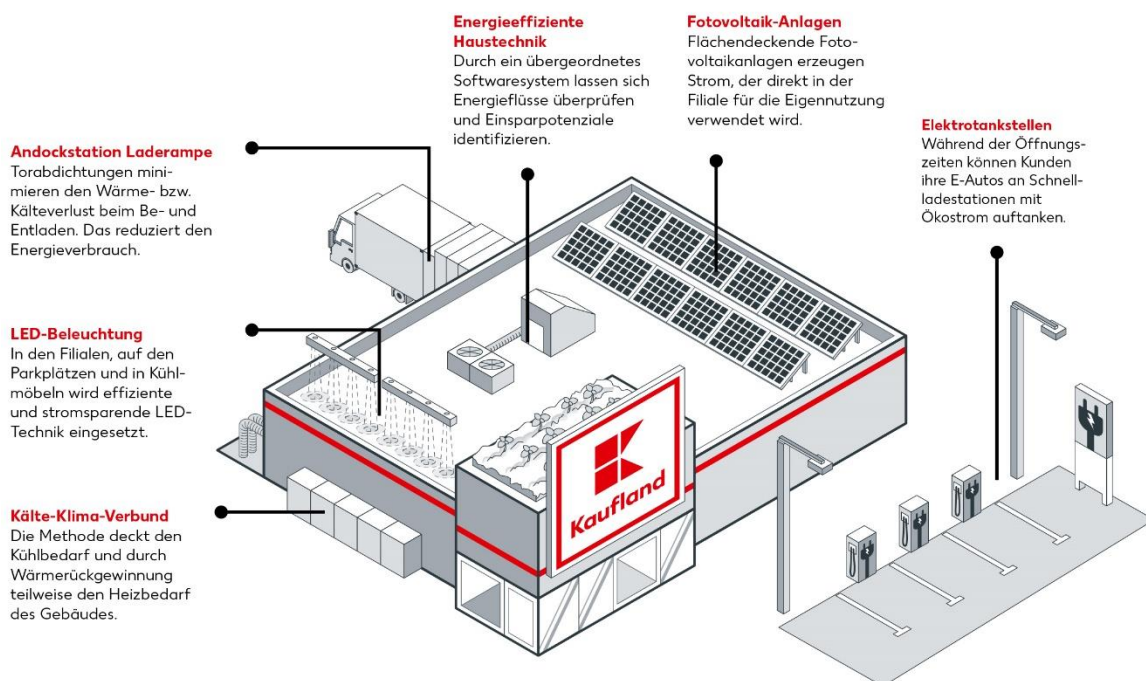 Energieeffiziente
Haustechnik
Durch ein übergeordnetes
Softwaresystem lassen sich
Energieflüsse überprüfen
und Einsparpotenziale
identifizieren.
Fotovoltaik-Anlagen
Flächendeckende Foto-
voltaikanlagen erzeugen
Strom, der direkt in der
Filiale für die Eigennutzung
verwendet wird.
Elektrotankstellen
Während der Öffnungs-
zeiten können Kunden
ihre E-Autos an Schnell-
ladestationen mit
Ökostrom auftanken.
Andockstation Laderampe
Torabdichtungen mini-
mieren den Wärme- bzw.
Kälteverlust beim Be- und
Entladen. Das reduziert den
Energieverbrauch.
LED-Beleuchtung
In den Filialen, auf den
Parkplätzen und in Kühl-
möbeln wird effiziente
und stromsparende LED-
Technik eingesetzt.
Kälte-Klima-Verbund
Die Methode deckt den
Kühlbedarf und durch
Wärmerückgewinnung
teilweise den Heizbedarf
des Gebäudes.
Kaufland